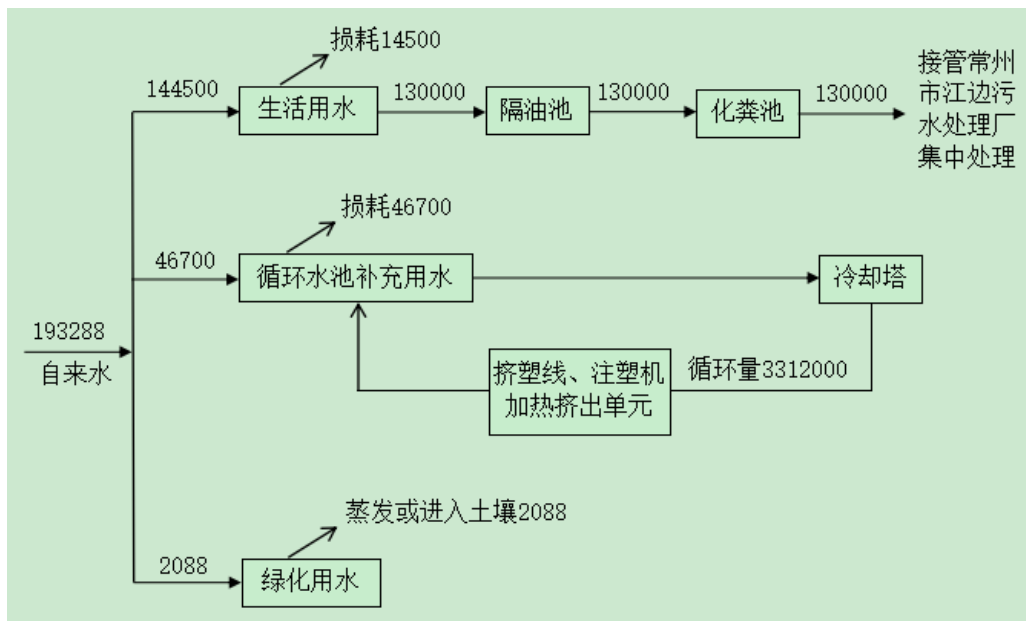 损耗14500
144500
生活用水
130000
隔油池
130000
化粪池
130000
接管常州
市江边污
水处理厂
集中处理
损耗46700
46700
循环水池补充用水
冷却塔
193288
自来水
挤塑线、注塑机
加热挤出单元
循环量3312000
蒸发或进入土壤2088
2088
绿化用水